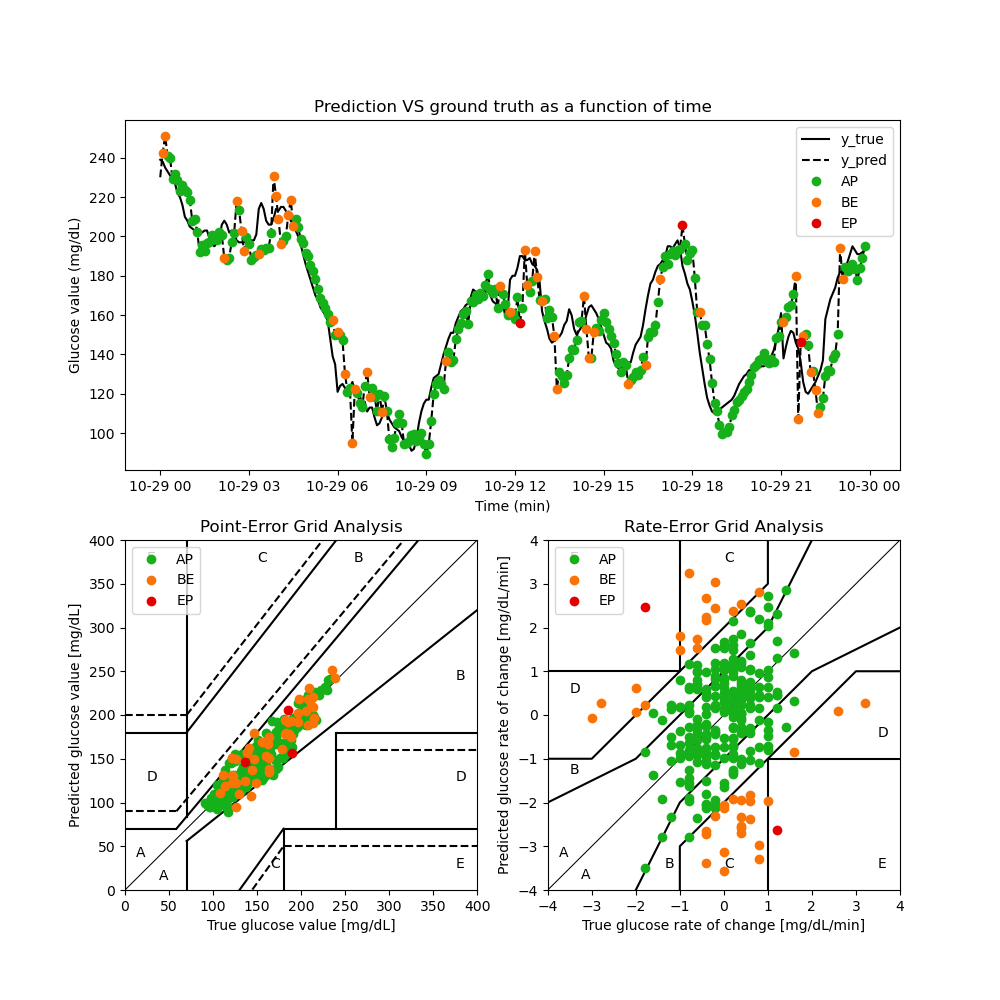 Prediction VS ground truth as a function of time
Glucose value (mg/dL)
240
220
200
180
160
140
120
100
y_true
y_pred
AP
BE
EP
10-29 00 10-29 03 10-29 06 10-29 09 10-29 12 10-29 15 10-29 18 10-29 21 10-30 00
Time (min)
Point-Error Grid Analysis
Predicted glucose value [mg/dL]
400
350
300
250
200
150
100
50
0
AP
BE
EP
C
B
B
D
D
A
A
C
E
0 50 100 150 200 250 300 350 400
True glucose value [mg/dL]
Rate-Error Grid Analysis
Predicted glucose rate of change [mg/dL/min]
4
3
2
1
0
−1
−2
−3
−4
AP
BE
EP
C
D
D
B
A
A
B
C
E
−4 −3 −2 −1 0 1 2 3 4
True glucose rate of change [mg/dL/min]